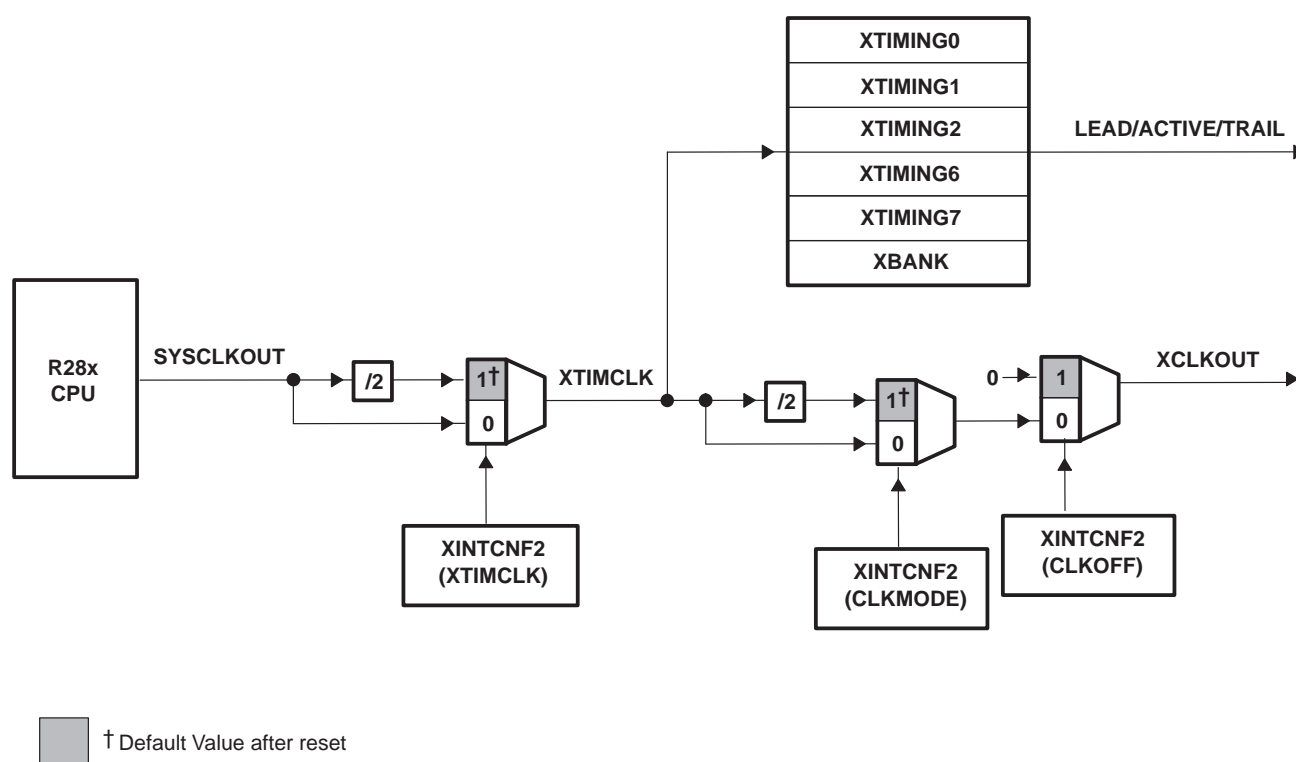 XTIMING0
XTIMING1
XTIMING2
LEAD/ACTIVE/TRAIL
XTIMING6
XTIMING7
XBANK
R28x
CPU
SYSCLKOUT
/2
1†
0
XTIMCLK
/2
1†
0
0
1
0
XCLKOUT
XINTCNF2
(XTIMCLK)
XINTCNF2
(CLKMODE)
XINTCNF2
(CLKOFF)
† Default Value after reset